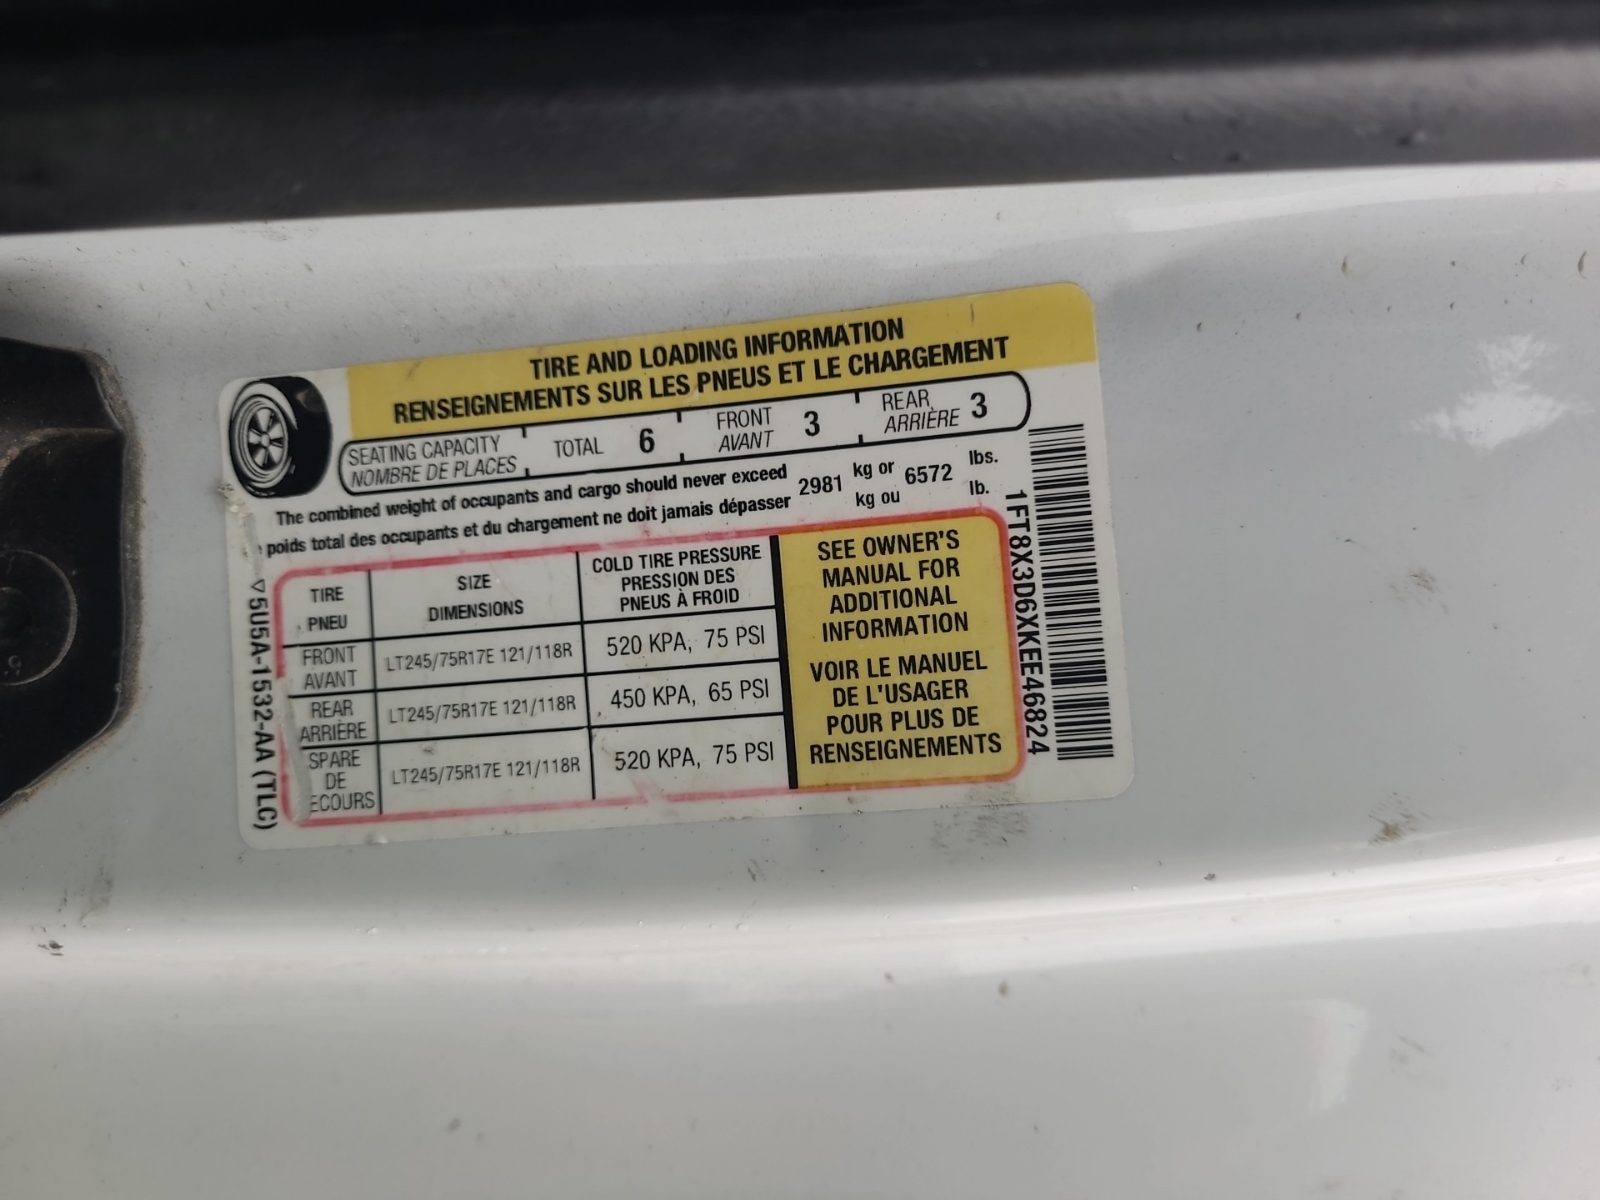 TIRE AND LOADING INFORMATION
RENSEIGNEMENTS SUR LES PNEUS ET LE CHARGEMENT
SEATING CAPACITY
NOMBRE DE PLACES
TOTAL 6
FRONT
AVANT
3
REAR
ARRIÈRE
3
The combined weight of occupants and cargo should never exceed
poids total des occupants et du chargement ne doit jamais dépasser
2981
kg or
kg ou
6572
lbs.
lb.
TIRE
PNEU
SIZE
DIMENSIONS
COLD TIRE PRESSURE
PRESSION DES
PNEUS À FROID
FRONT
AVANT
LT245/75R17E 121/118R
520 KPA, 75 PSI
REAR
ARRIÈRE
LT245/75R17E 121/118R
450 KPA, 65 PSI
SPARE
DE
ECOURS
LT245/75R17E 121/118R
520 KPA, 75 PSI
SEE OWNER'S
MANUAL FOR
ADDITIONAL
INFORMATION
VOIR LE MANUEL
DE L'USAGER
POUR PLUS DE
RENSEIGNEMENTS
1FT8X3D6XKEE46824
5U5A-1532-AA (TLC)